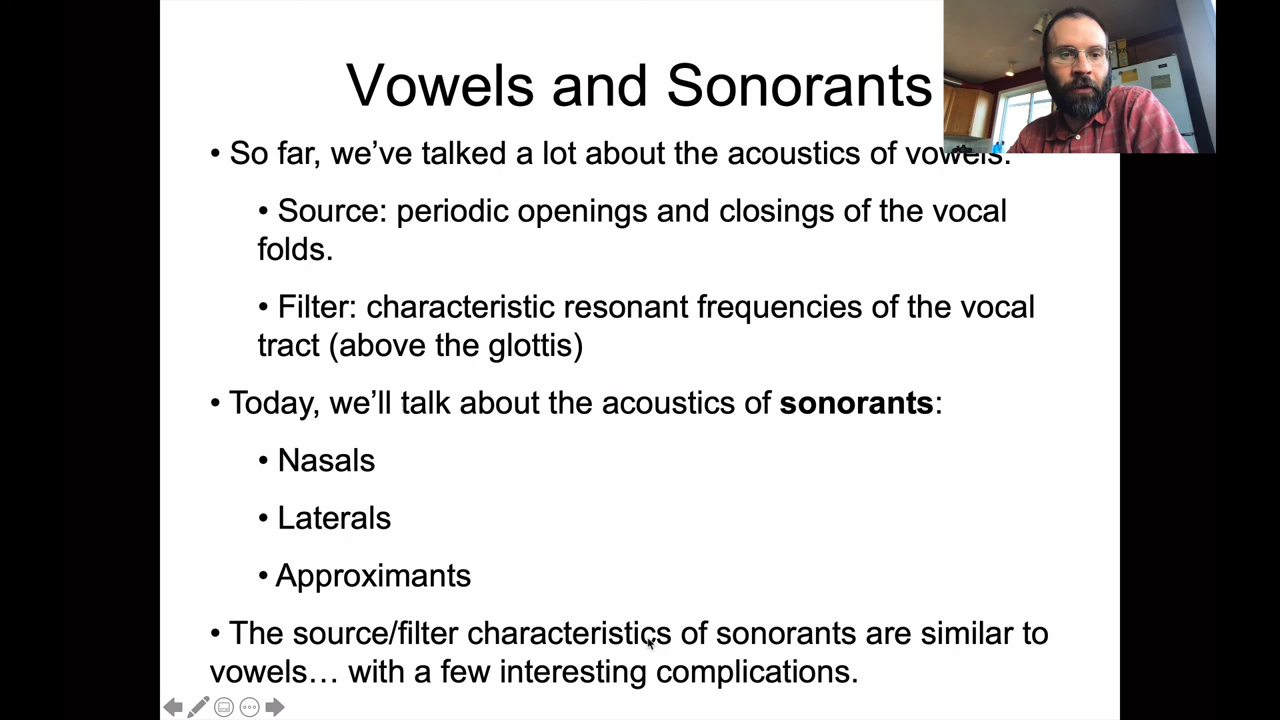 Vowels and Sonorants
• So far, we've talked a lot about the acoustics of vowels:
• Source: periodic openings and closings of the vocal
folds.
• Filter: characteristic resonant frequencies of the vocal
tract (above the glottis)
• Today, we'll talk about the acoustics of sonorants:
• Nasals
• Laterals
• Approximants
• The source/filter characteristics of sonorants are similar to
vowels… with a few interesting complications.